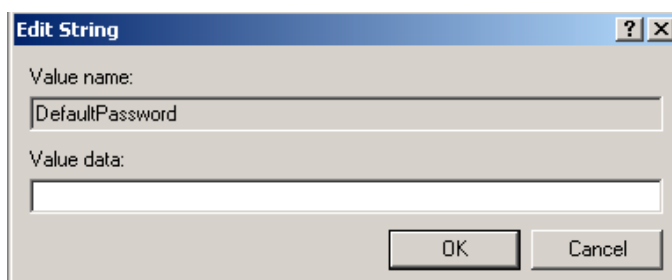 Edit String
Value name:
DefaultPassword
Value data:
OK Cancel